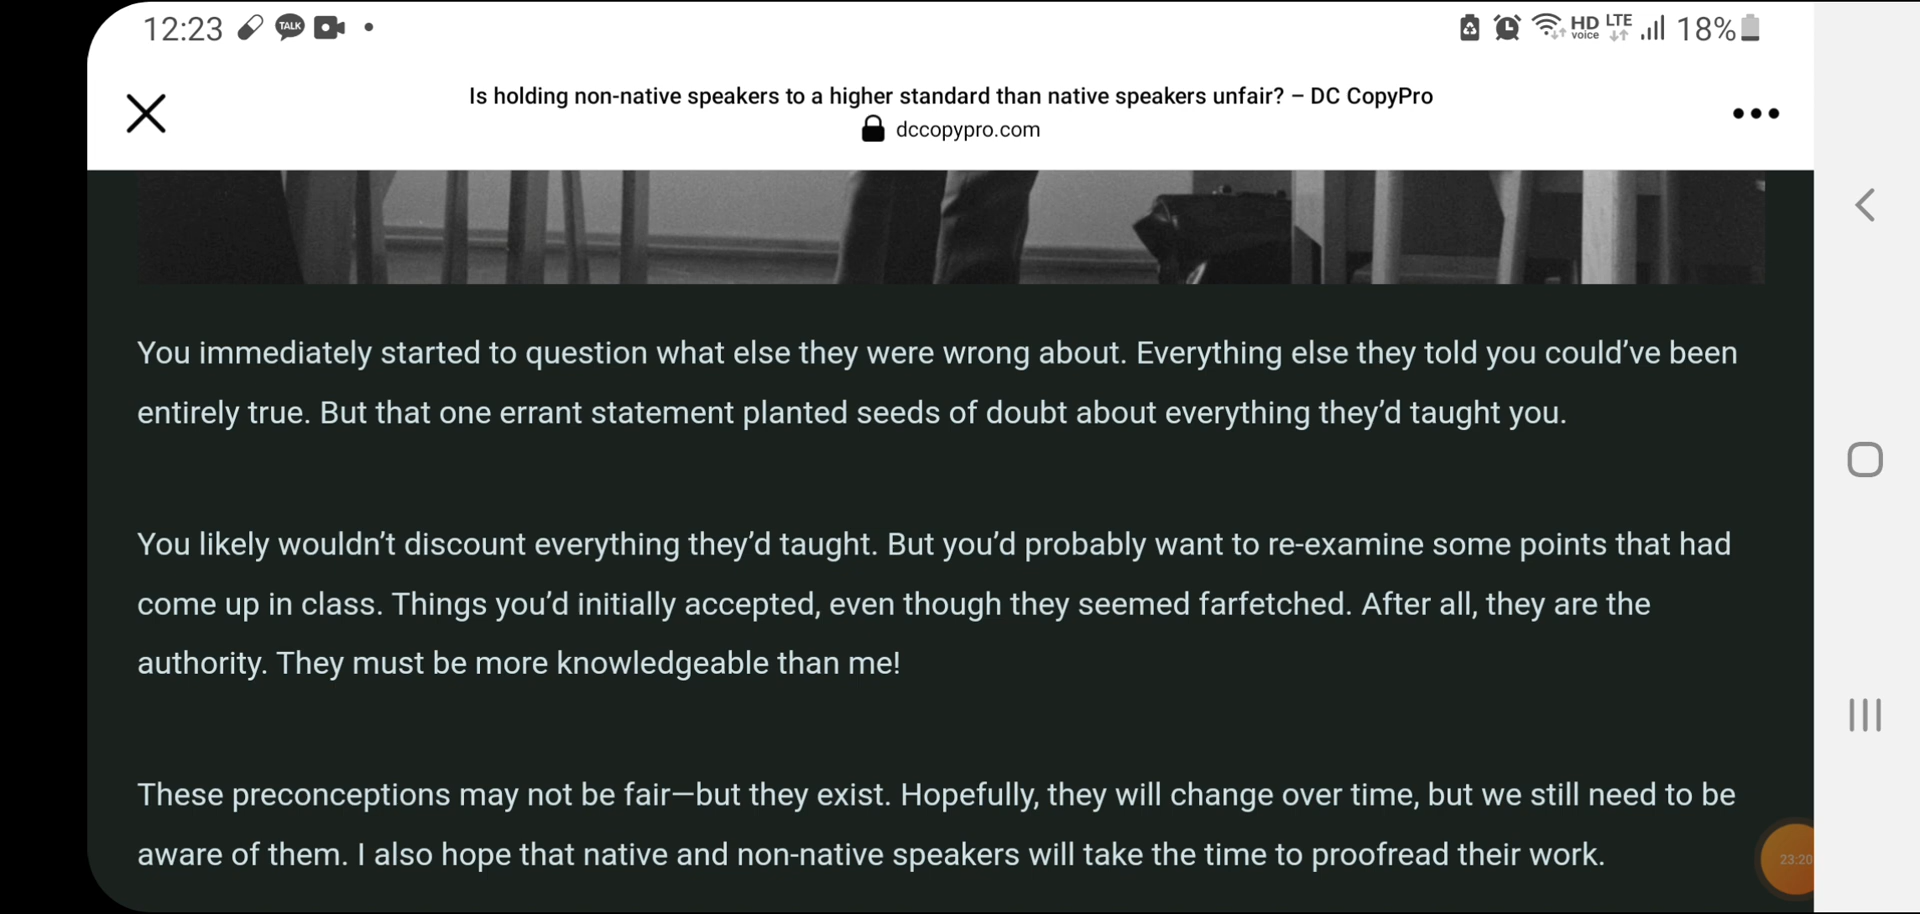 12:23 TALK HD voice LTE 18%
Is holding non-native speakers to a higher standard than native speakers unfair? – DC CopyPro
dccopypro.com
You immediately started to question what else they were wrong about. Everything else they told you could’ve been
entirely true. But that one errant statement planted seeds of doubt about everything they’d taught you.
You likely wouldn’t discount everything they’d taught. But you’d probably want to re-examine some points that had
come up in class. Things you’d initially accepted, even though they seemed farfetched. After all, they are the
authority. They must be more knowledgeable than me!
These preconceptions may not be fair—but they exist. Hopefully, they will change over time, but we still need to be
aware of them. I also hope that native and non-native speakers will take the time to proofread their work.
23:20